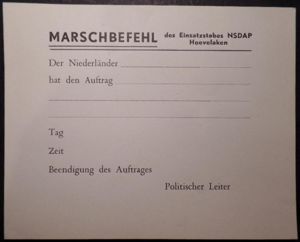 MARSCHBEFEHL des Einsatzstabes NSDAP
Hoevelaken
Der Niederländer
hat den Auftrag
Tag
Zeit
Beendigung des Auftrages
Politischer Leiter